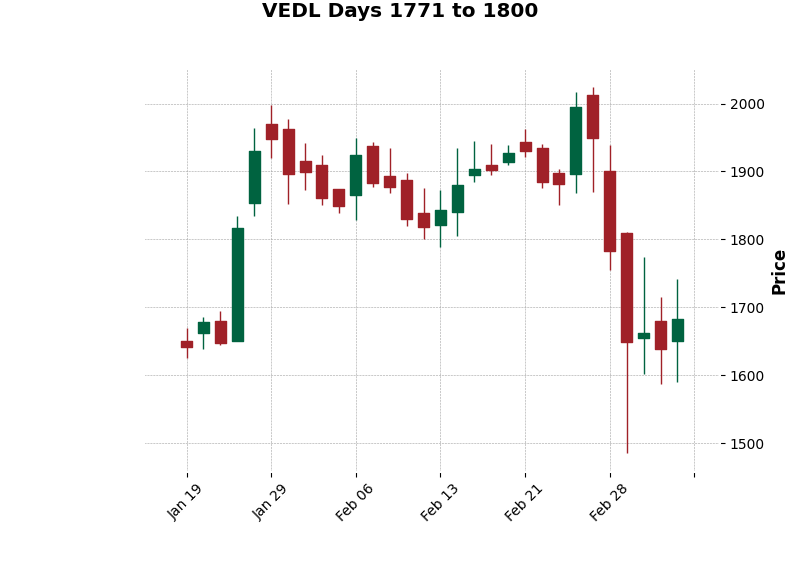 VEDL Days 1771 to 1800
2000
1900
1800
1700
1600
1500
Price
Jan 19
Jan 29
Feb 06
Feb 13
Feb 21
Feb 28